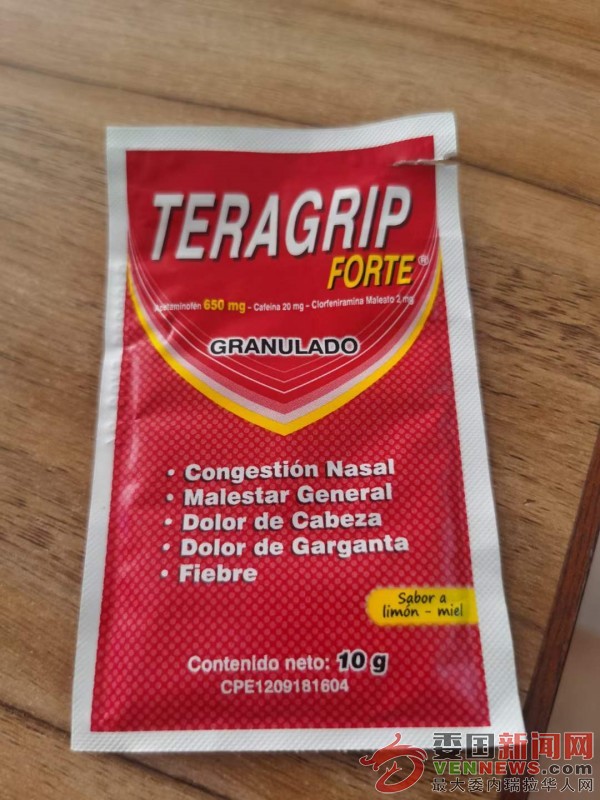 TERAGRIP
FORTE®
Acetaminofén 650 mg - Cafeína 20 mg - Clorfeniramina Maleato 2 mg
GRANULADO
• Congestión Nasal
• Malestar General
• Dolor de Cabeza
• Dolor de Garganta
• Fiebre
Sabor a
limón - miel
Contenido neto: 10 g
CPE1209181604
委国新闻网
VENNEWS.COM
最大委内瑞拉华人网